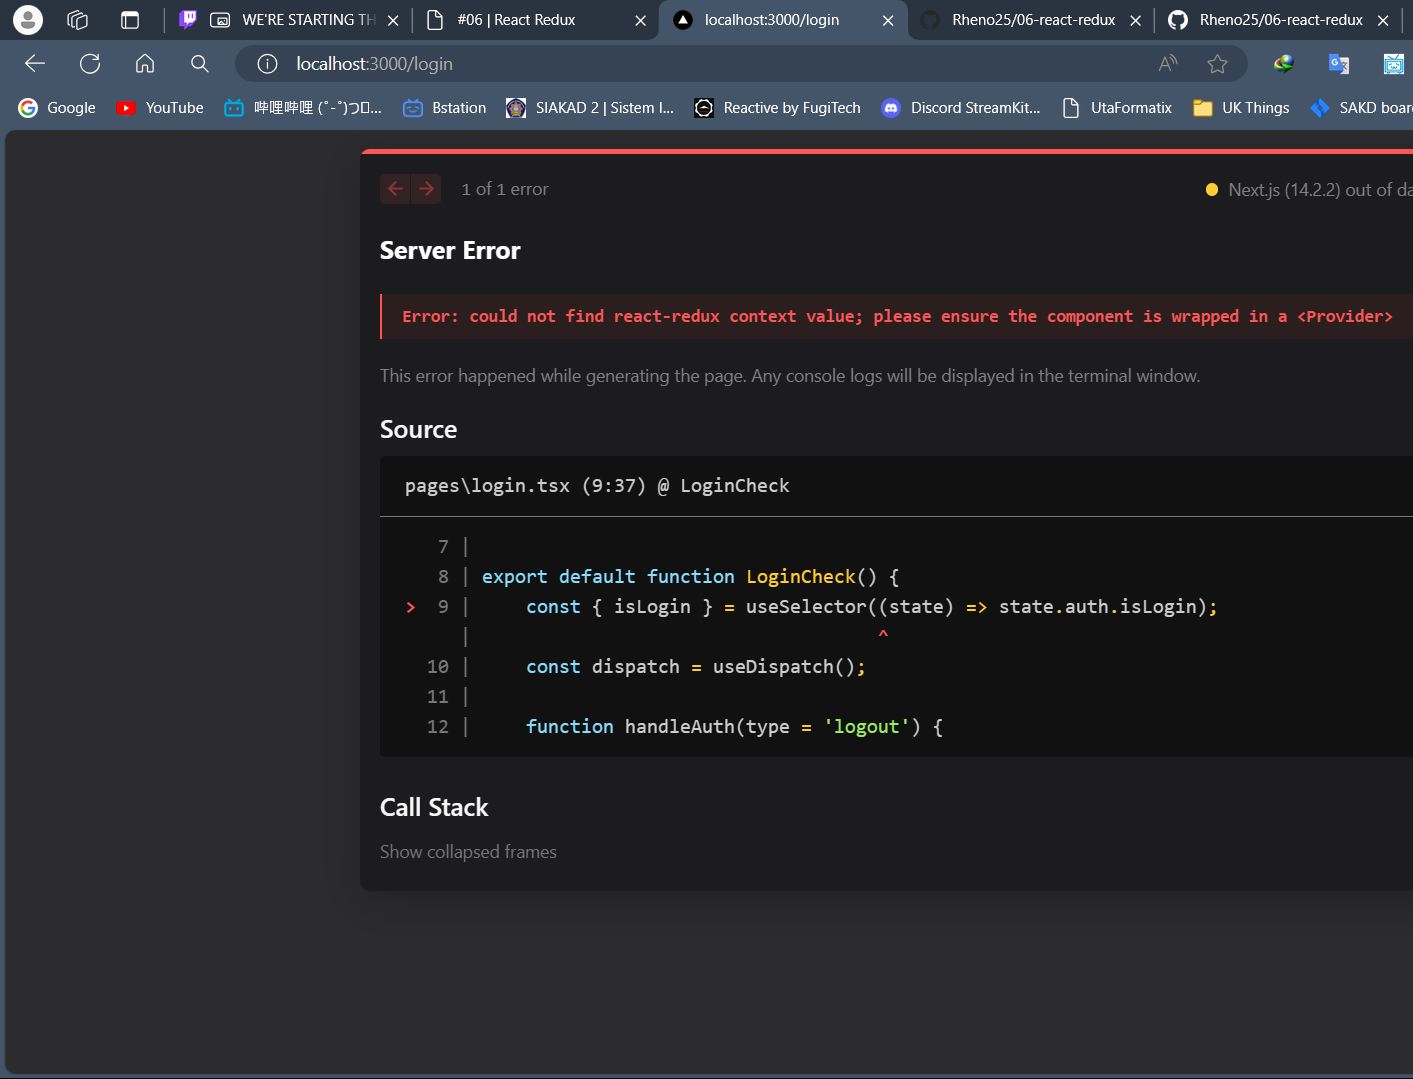 WE'RE STARTING TH
#06 | React Redux
localhost:3000/login
Rheno25/06-react-redux
Rheno25/06-react-redux
localhost:3000/login
Google
YouTube
哔哩哔哩 (゜-゜)つ...
Bstation
SIAKAD 2 | Sistem I...
Reactive by FugiTech
Discord StreamKit...
UtaFormatix
UK Things
SAKD boar
1 of 1 error
Next.js (14.2.2) out of da
Server Error
Error: could not find react-redux context value; please ensure the component is wrapped in a <Provider>
This error happened while generating the page. Any console logs will be displayed in the terminal window.
Source
pages\login.tsx (9:37) @ LoginCheck
7 |
8 | export default function LoginCheck() {
> 9 |     const { isLogin } = useSelector((state) => state.auth.isLogin);
|                                     ^
10 |     const dispatch = useDispatch();
11 |
12 |     function handleAuth(type = 'logout') {
Call Stack
Show collapsed frames